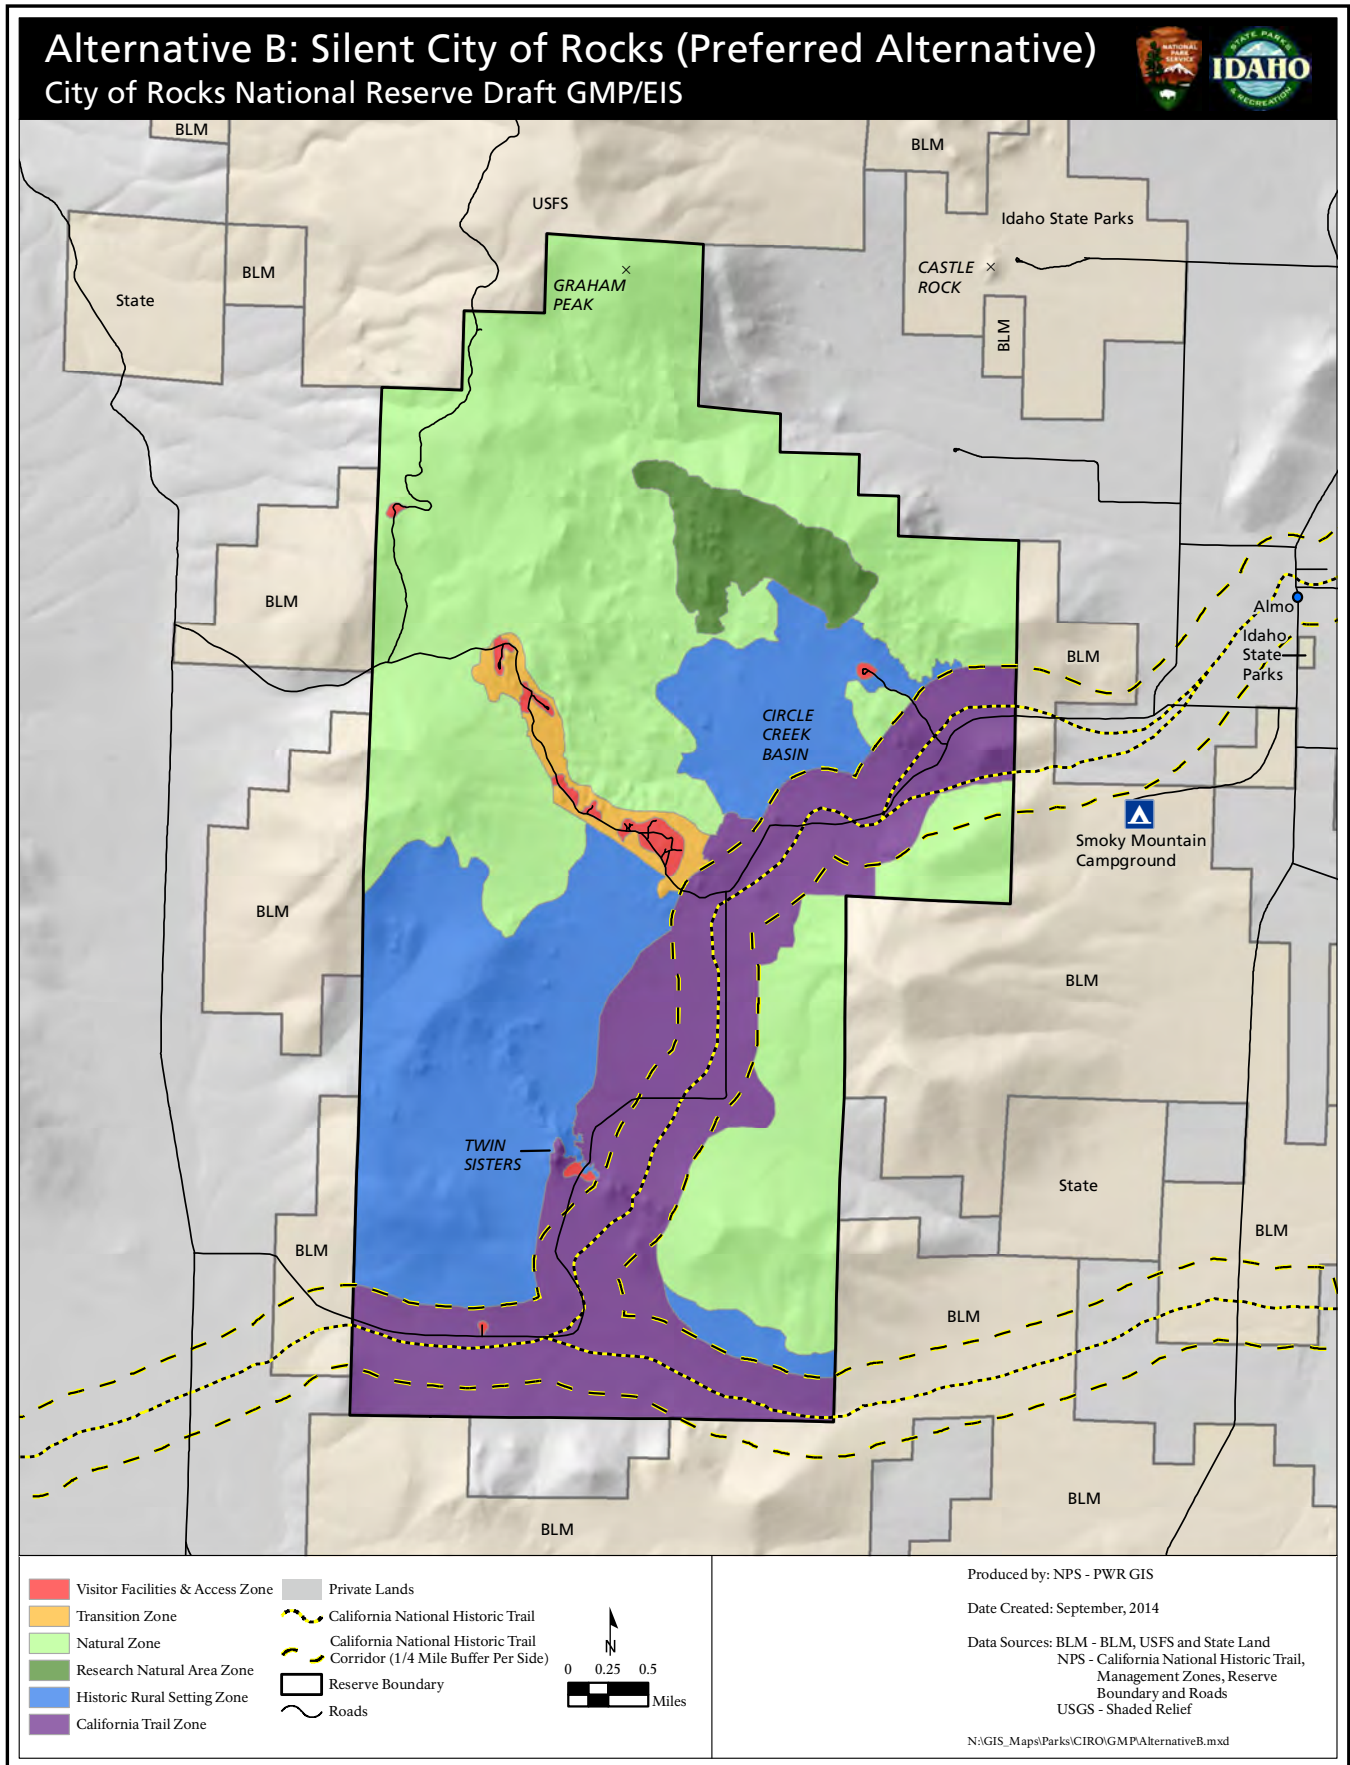 Alternative B: Silent City of Rocks (Preferred Alternative)
City of Rocks National Reserve Draft GMP/EIS
NATIONAL
PARK
SERVICE
STATE PARKS
IDAHO
& RECREATION
BLM
BLM
USFS
Idaho State Parks
BLM
CASTLE
ROCK
GRAHAM
PEAK
State
BLM
BLM
Almo
Idaho
State
Parks
BLM
CIRCLE
CREEK
BASIN
Smoky Mountain
Campground
BLM
BLM
TWIN
SISTERS
State
BLM
BLM
BLM
BLM
BLM
Visitor Facilities & Access Zone
Transition Zone
Natural Zone
Research Natural Area Zone
Historic Rural Setting Zone
California Trail Zone
Private Lands
California National Historic Trail
California National Historic Trail
Corridor (1/4 Mile Buffer Per Side)
Reserve Boundary
Roads
N
0 0.25 0.5
Miles
Produced by: NPS - PWR GIS
Date Created: September, 2014
Data Sources: BLM - BLM, USFS and State Land
NPS - California National Historic Trail,
Management Zones, Reserve
Boundary and Roads
USGS - Shaded Relief
N:\GIS_Maps\Parks\CIRO\GMP\AlternativeB.mxd